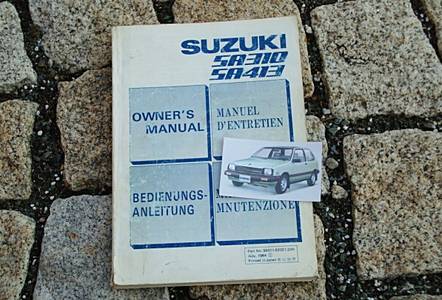 SUZUKI
SA310
SA413
OWNER'S
MANUAL
MANUEL
D'ENTRETIEN
BEDIENUNGS-
ANLEITUNG
MNUTENZIONE